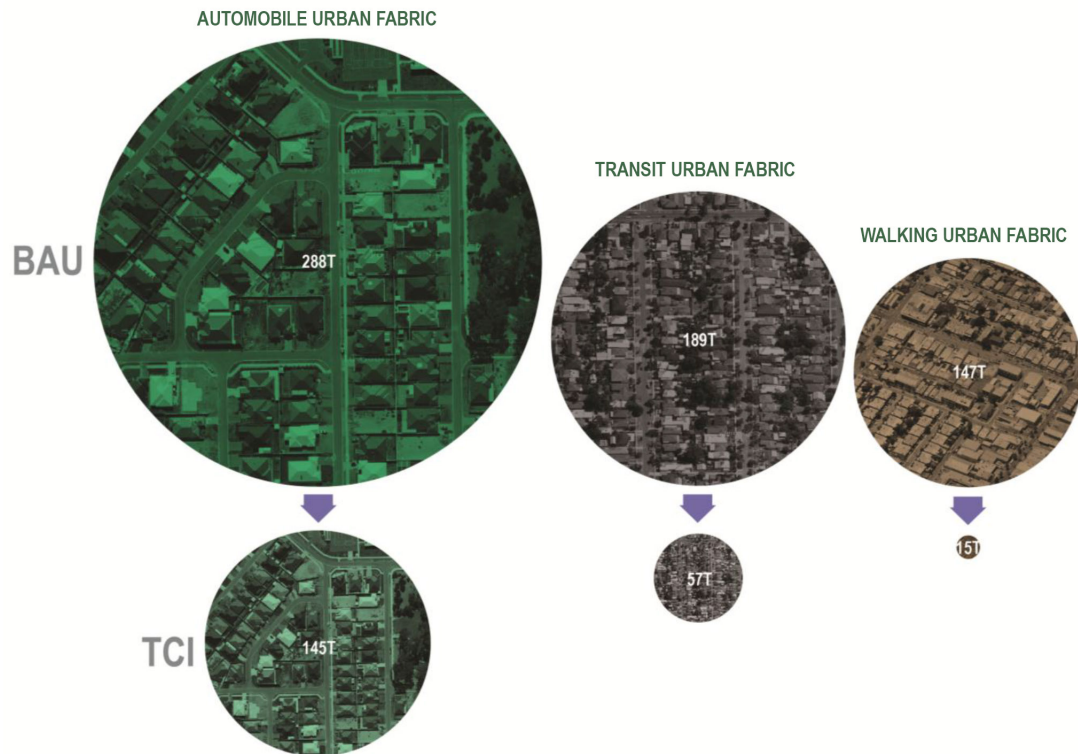 AUTOMOBILE URBAN FABRIC
TRANSIT URBAN FABRIC
WALKING URBAN FABRIC
BAU
288T
189T
147T
TCI
145T
57T
15T